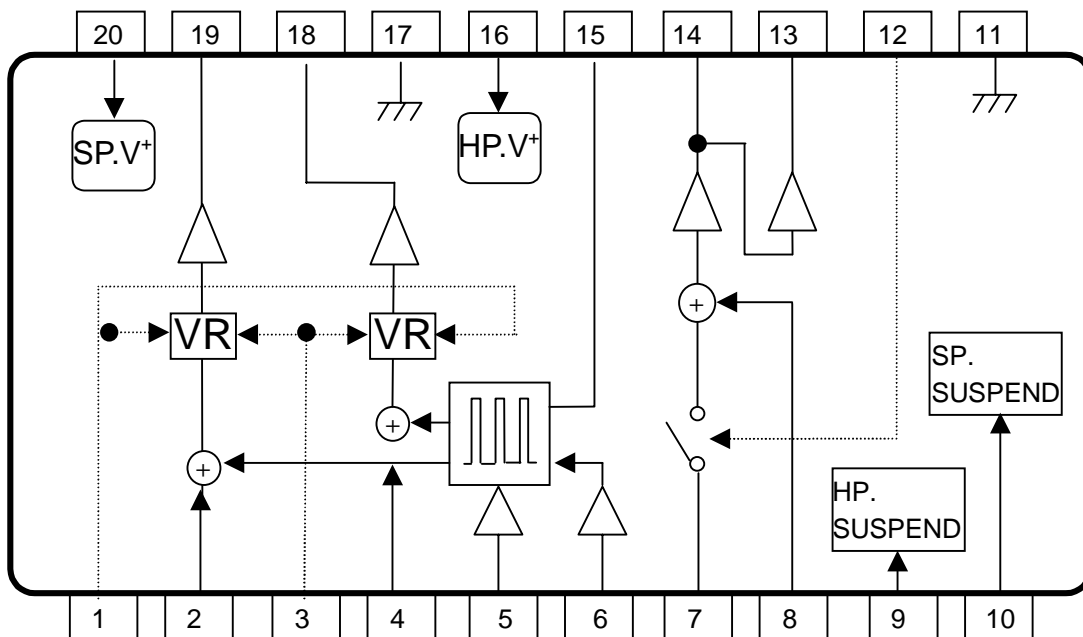 20 19 18 17 16 15 14 13 12 11
SP.V+ HP.V+
VR VR
+
+
+
SP.
SUSPEND
HP.
SUSPEND
1 2 3 4 5 6 7 8 9 10